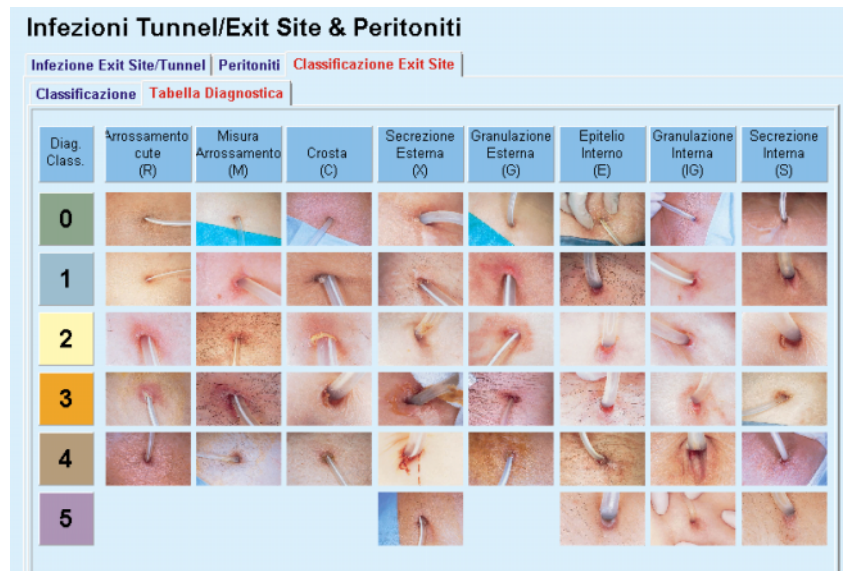 Infezioni Tunnel/Exit Site & Peritoniti
Infezione Exit Site/Tunnel Peritoniti Classificazione Exit Site
Classificazione Tabella Diagnostica
Diag. Class.
Arrossamento cute (R)
Misura Arrossamento (M)
Crosta (C)
Secrezione Esterna (X)
Granulazione Esterna (G)
Epitelio Interno (E)
Granulazione Interna (IG)
Secrezione Interna (S)
0
1
2
3
4
5